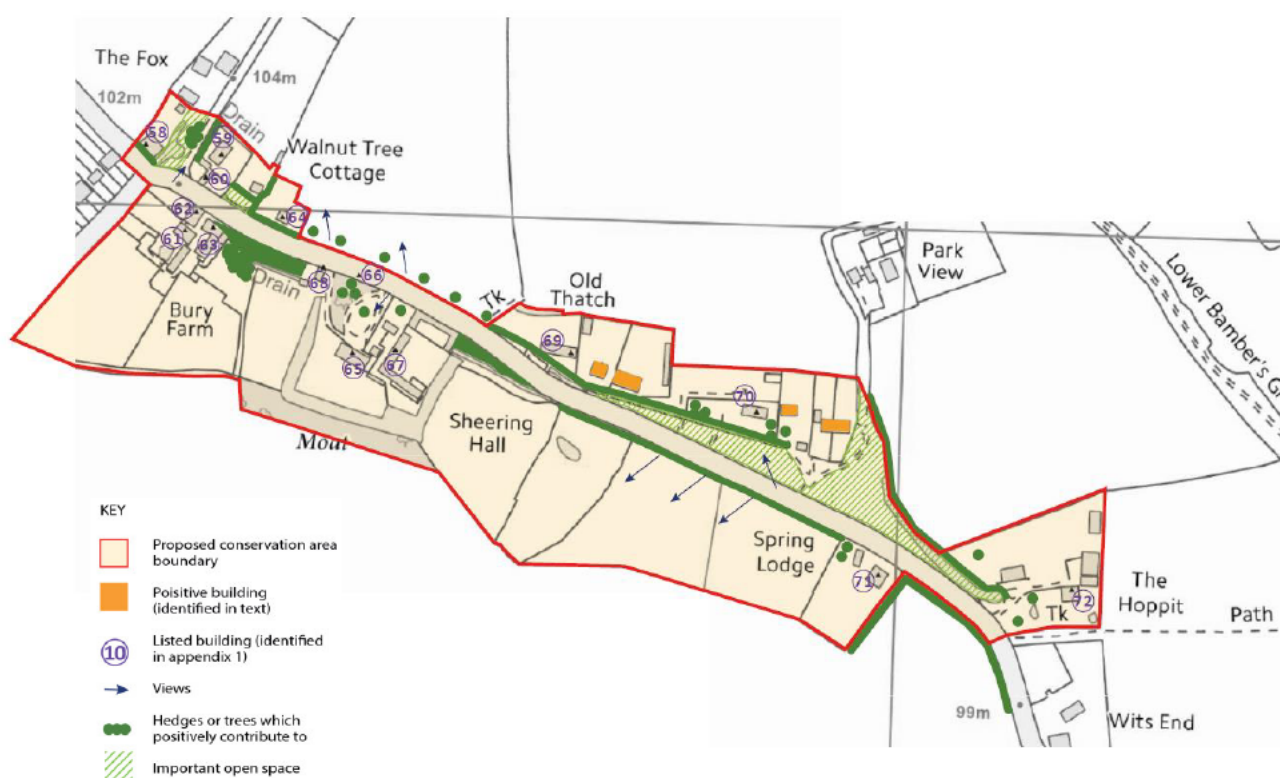 The Fox
104m
102m
Drain
58
59
Walnut Tree
Cottage
60
62
64
61
63
Drain
68
66
Bury
Farm
Tk
Old
Thatch
Park
View
Lower Bamber's G
69
65
67
70
Moat
Sheering
Hall
Spring
Lodge
71
The
Hoppit
72
Tk
Path
99m
Wits End
KEY
Proposed conservation area
boundary
Poisitive building
(identified in text)
10
Listed building (identified
in appendix 1)
Views
Hedges or trees which
positively contribute to
Important open space